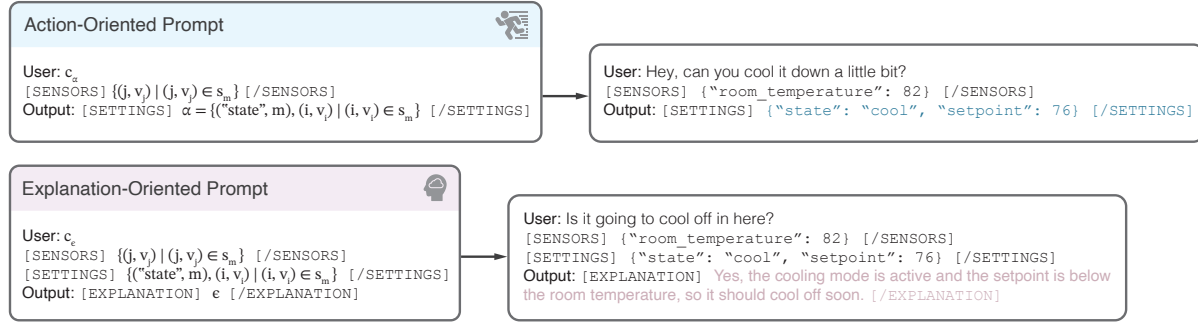 Action-Oriented Prompt
User: cα
[SENSORS] {(j, vⱼ) | (j, vⱼ) ∈ sₘ} [/SENSORS]
Output: [SETTINGS] α = {("state", m), (i, vᵢ) | (i, vᵢ) ∈ sₘ} [/SETTINGS]
User: Hey, can you cool it down a little bit?
[SENSORS] {“room_temperature”: 82} [/SENSORS]
Output: [SETTINGS] {“state”: “cool”, “setpoint”: 76} [/SETTINGS]
Explanation-Oriented Prompt
User: cϵ
[SENSORS] {(j, vⱼ) | (j, vⱼ) ∈ sₘ} [/SENSORS]
[SETTINGS] {("state", m), (i, vᵢ) | (i, vᵢ) ∈ sₘ} [/SETTINGS]
Output: [EXPLANATION] ϵ [/EXPLANATION]
User: Is it going to cool off in here?
[SENSORS] {“room_temperature”: 82} [/SENSORS]
[SETTINGS] {“state”: “cool”, “setpoint”: 76} [/SETTINGS]
Output: [EXPLANATION] Yes, the cooling mode is active and the setpoint is below
the room temperature, so it should cool off soon. [/EXPLANATION]